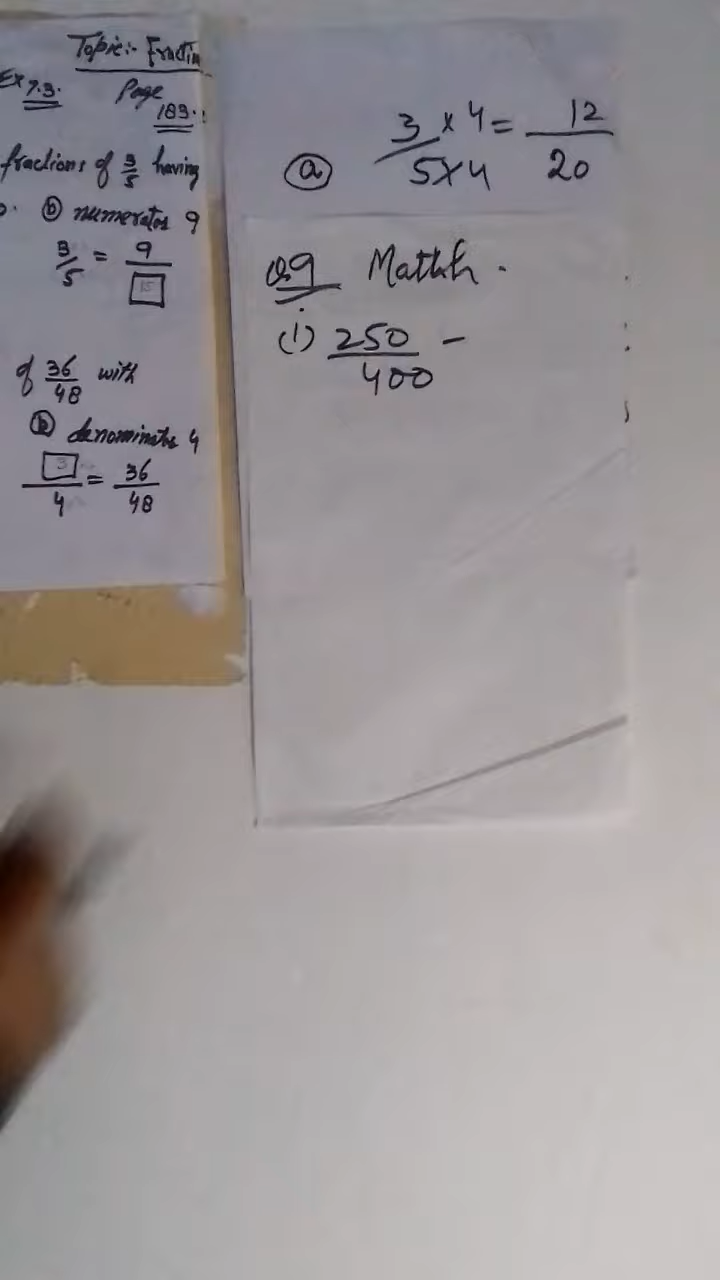 Topic:- Fractin
Ex 7.3. Page 183.
fractions of 3/5 having
ⓑ numerator 9
3/5 = 9/15
of 36/48 with
ⓑ denominator 4
3/4 = 36/48
ⓐ 3×4/5×4 = 12/20
Q9 Match.
(i) 250/400 -